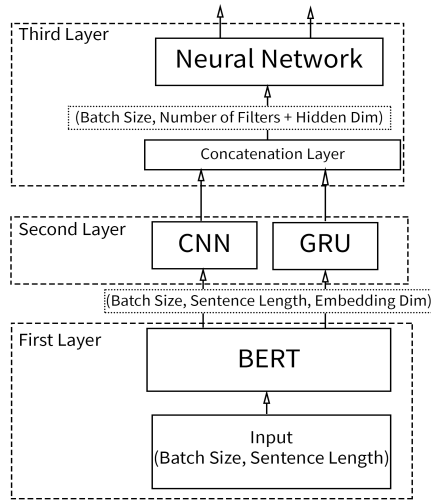 Third Layer
Neural Network
(Batch Size, Number of Filters + Hidden Dim)
Concatenation Layer
Second Layer
CNN
GRU
(Batch Size, Sentence Length, Embedding Dim)
First Layer
BERT
Input
(Batch Size, Sentence Length)